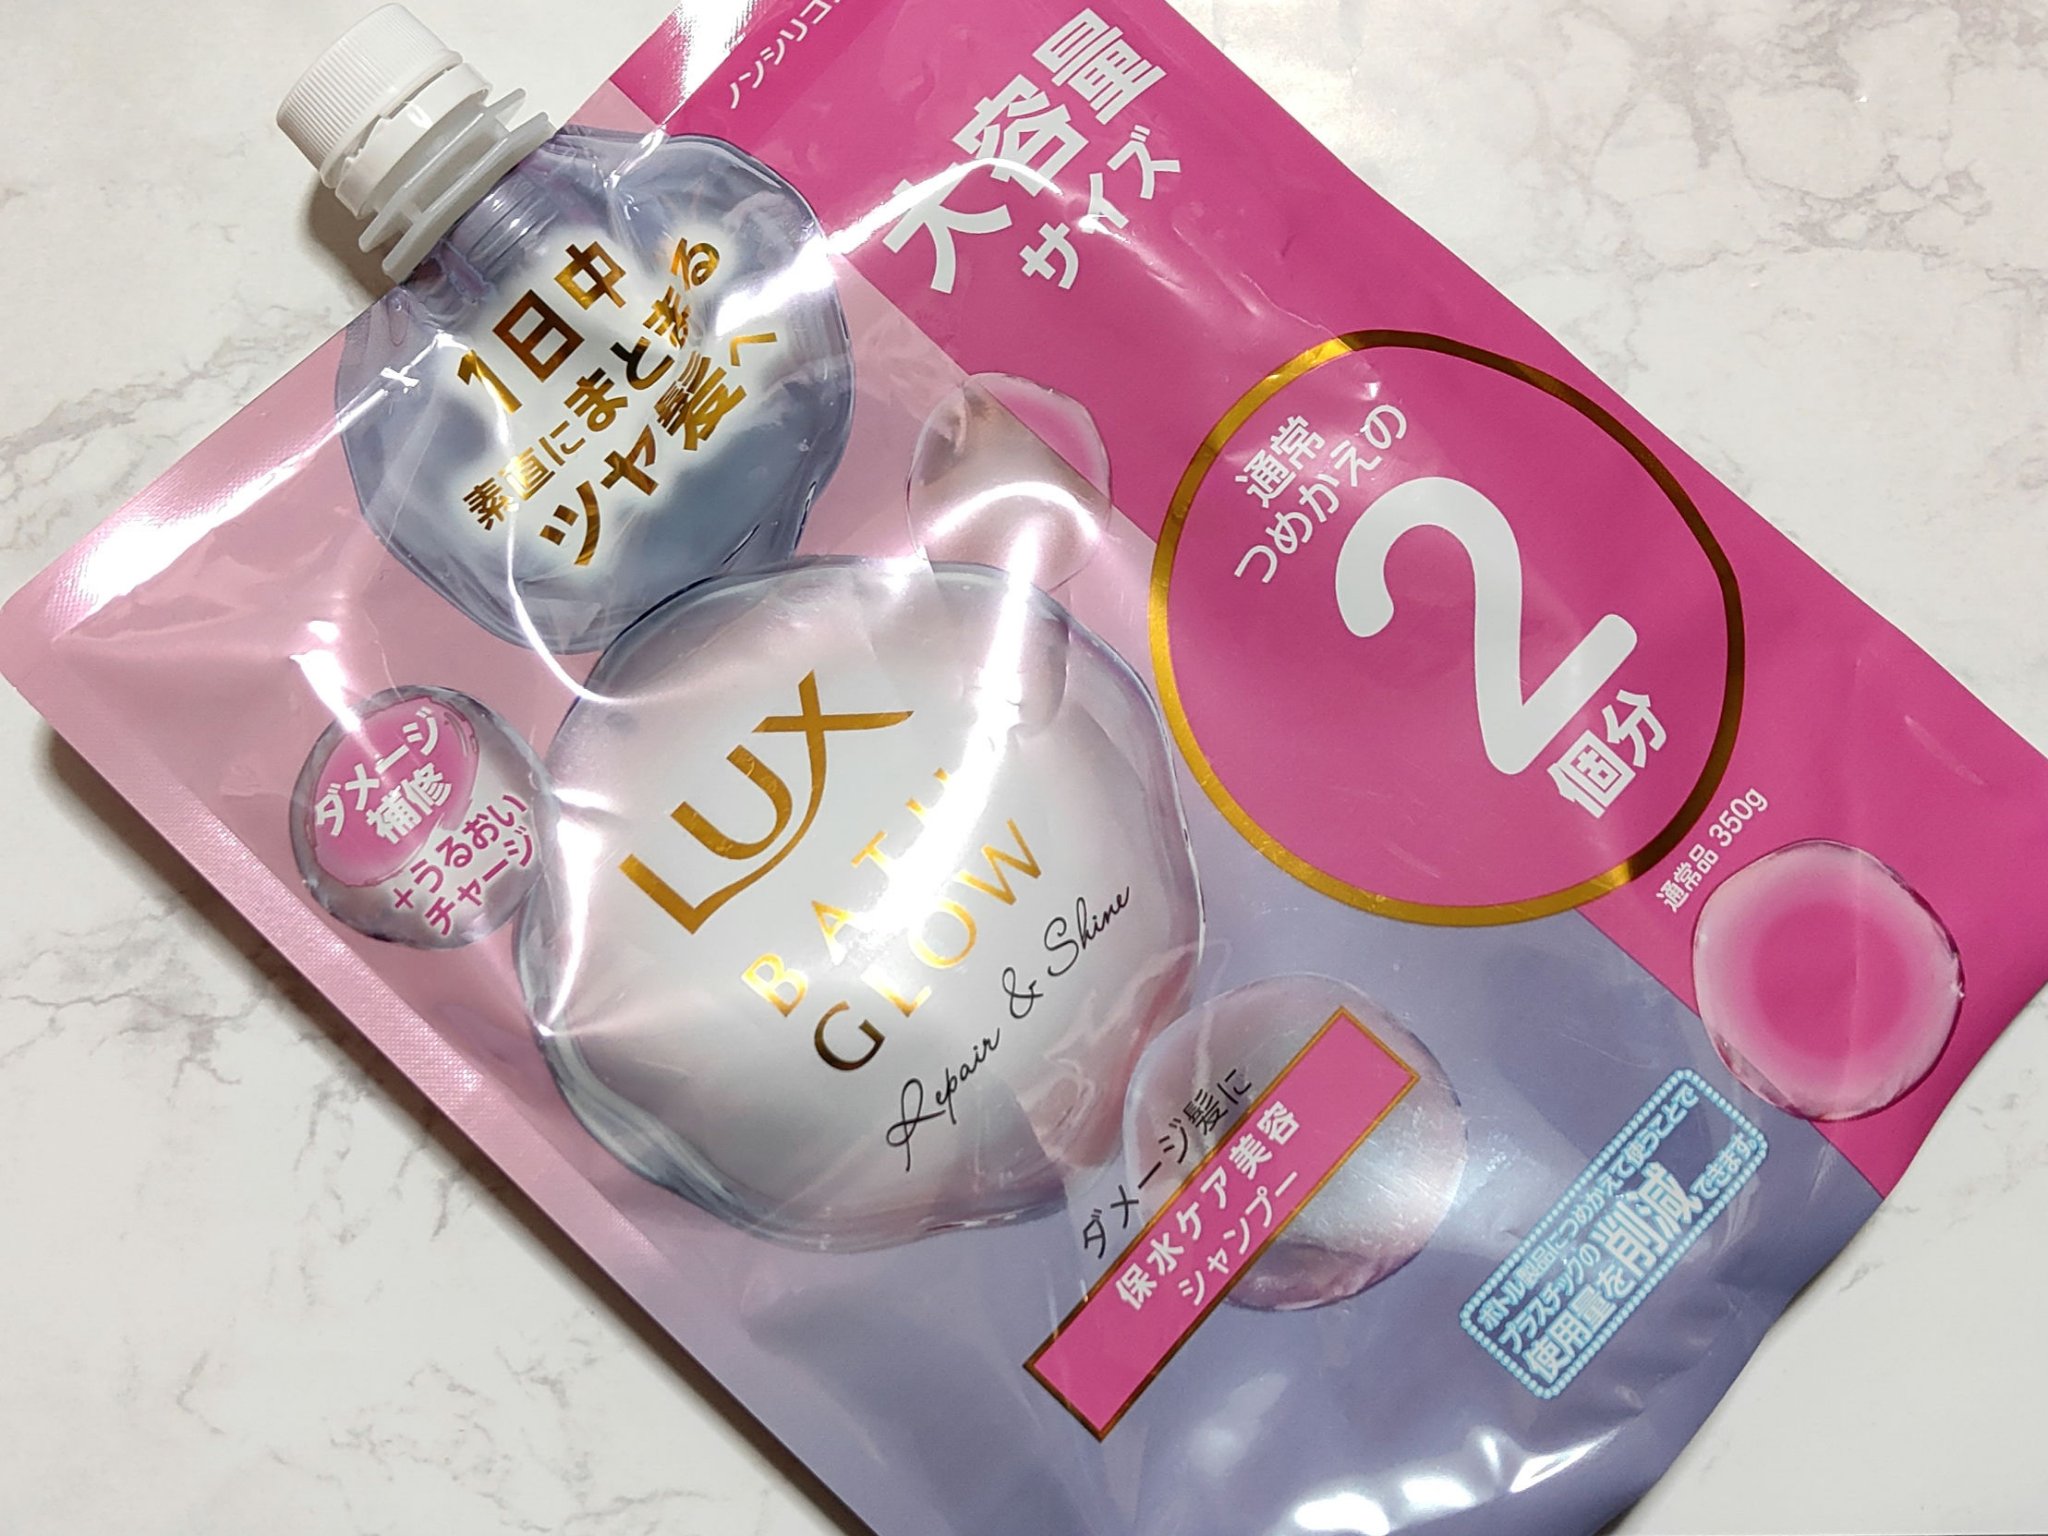 ノンシリコン
大容量
サイズ
1日中
素直にまとまる
ツヤ髪へ
通常
つめかえの
2
個分
通常品 350g
ダメージ
補修
+うるおい
チャージ
LUX
BATH
GLOW
Repair & Shine
ダメージ髪に
保水ケア美容
シャンプー
ボトル製品につめかえて使うことで
プラスチックの
使用量を削減できます。